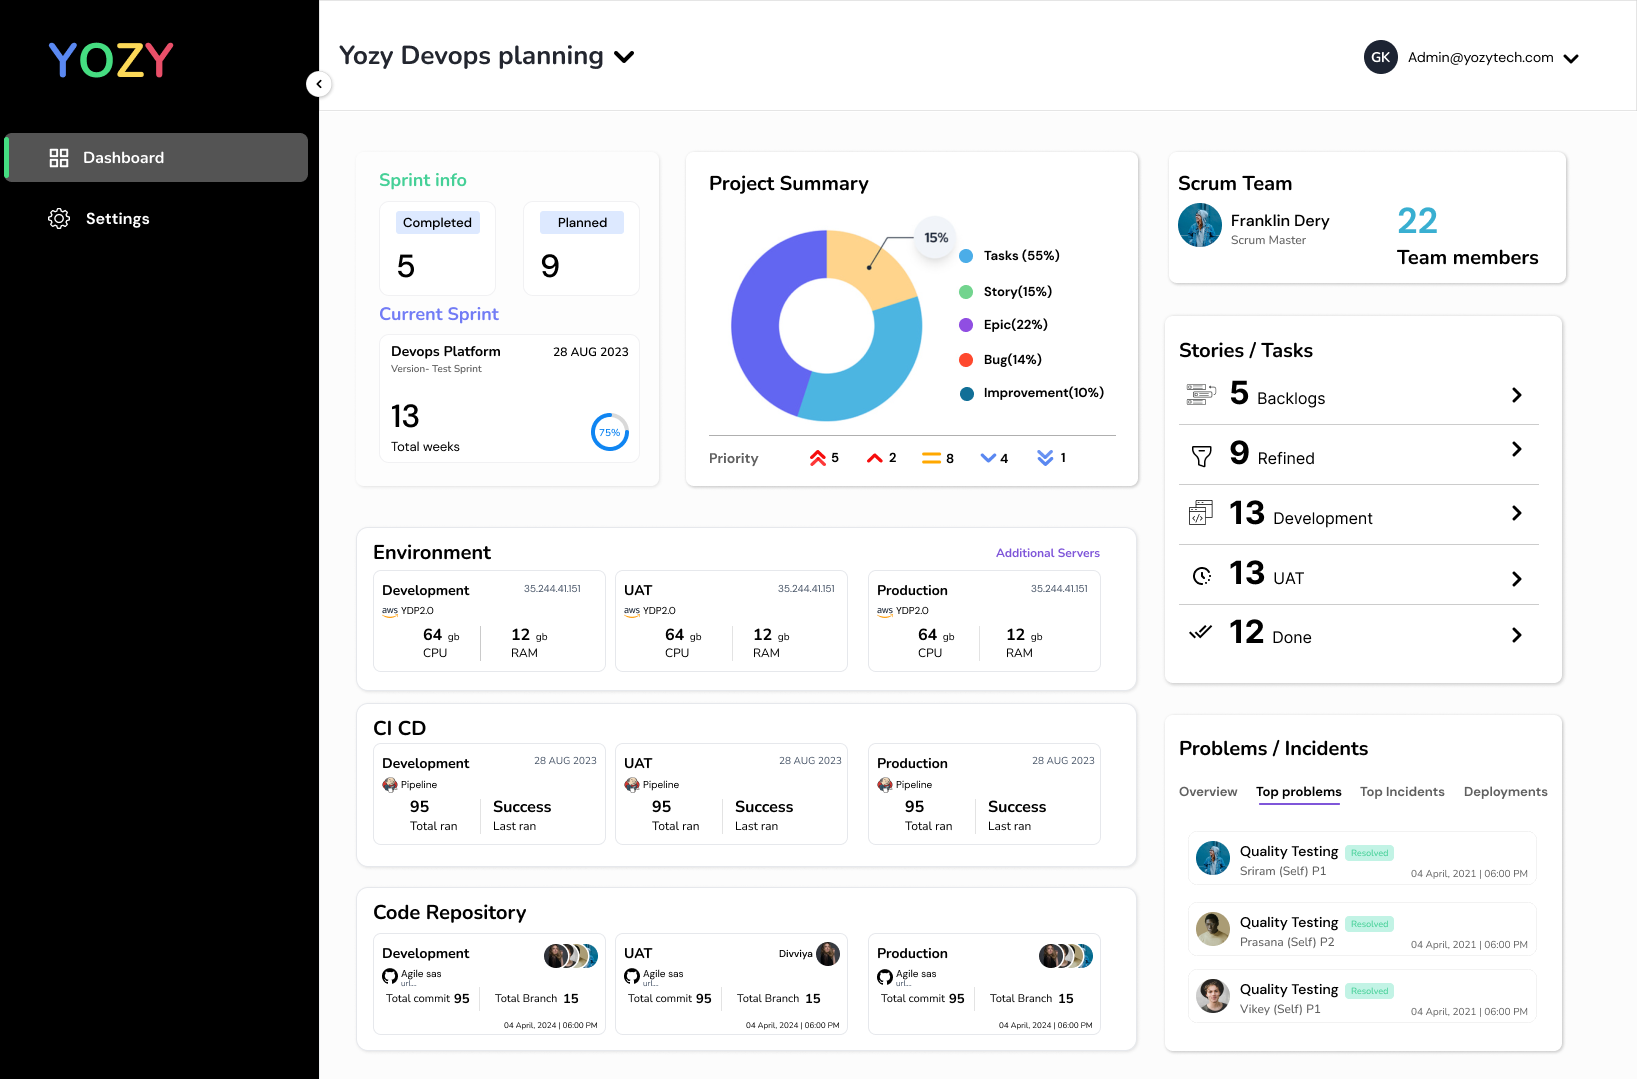 YOZY
Dashboard
Settings
Yozy Devops planning
GK
Admin@yozytech.com
Sprint info
Completed
5
Planned
9
Current Sprint
Devops Platform
28 AUG 2023
Version- Test Sprint
13
Total weeks
75%
Project Summary
15%
Tasks (55%)
Story(15%)
Epic(22%)
Bug(14%)
Improvement(10%)
Priority
5
2
8
4
1
Scrum Team
Franklin Dery
Scrum Master
22
Team members
Stories / Tasks
5 Backlogs
9 Refined
13 Development
13 UAT
12 Done
Environment
Additional Servers
Development
35.244.41.151
aws YDP2.O
64 gb
CPU
12 gb
RAM
UAT
35.244.41.151
aws YDP2.O
64 gb
CPU
12 gb
RAM
Production
35.244.41.151
aws YDP2.O
64 gb
CPU
12 gb
RAM
CI CD
Development
28 AUG 2023
Pipeline
95
Total ran
Success
Last ran
UAT
28 AUG 2023
Pipeline
95
Total ran
Success
Last ran
Production
28 AUG 2023
Pipeline
95
Total ran
Success
Last ran
Code Repository
Development
Agile sas
url...
Total commit 95
Total Branch 15
04 April, 2024 | 06:00 PM
UAT
Divviya
Agile sas
url...
Total commit 95
Total Branch 15
04 April, 2024 | 06:00 PM
Production
Agile sas
url...
Total commit 95
Total Branch 15
04 April, 2024 | 06:00 PM
Problems / Incidents
Overview
Top problems
Top Incidents
Deployments
Quality Testing
Resolved
Sriram (Self) P1
04 April, 2021 | 06:00 PM
Quality Testing
Resolved
Prasana (Self) P2
04 April, 2021 | 06:00 PM
Quality Testing
Resolved
Vikey (Self) P1
04 April, 2021 | 06:00 PM